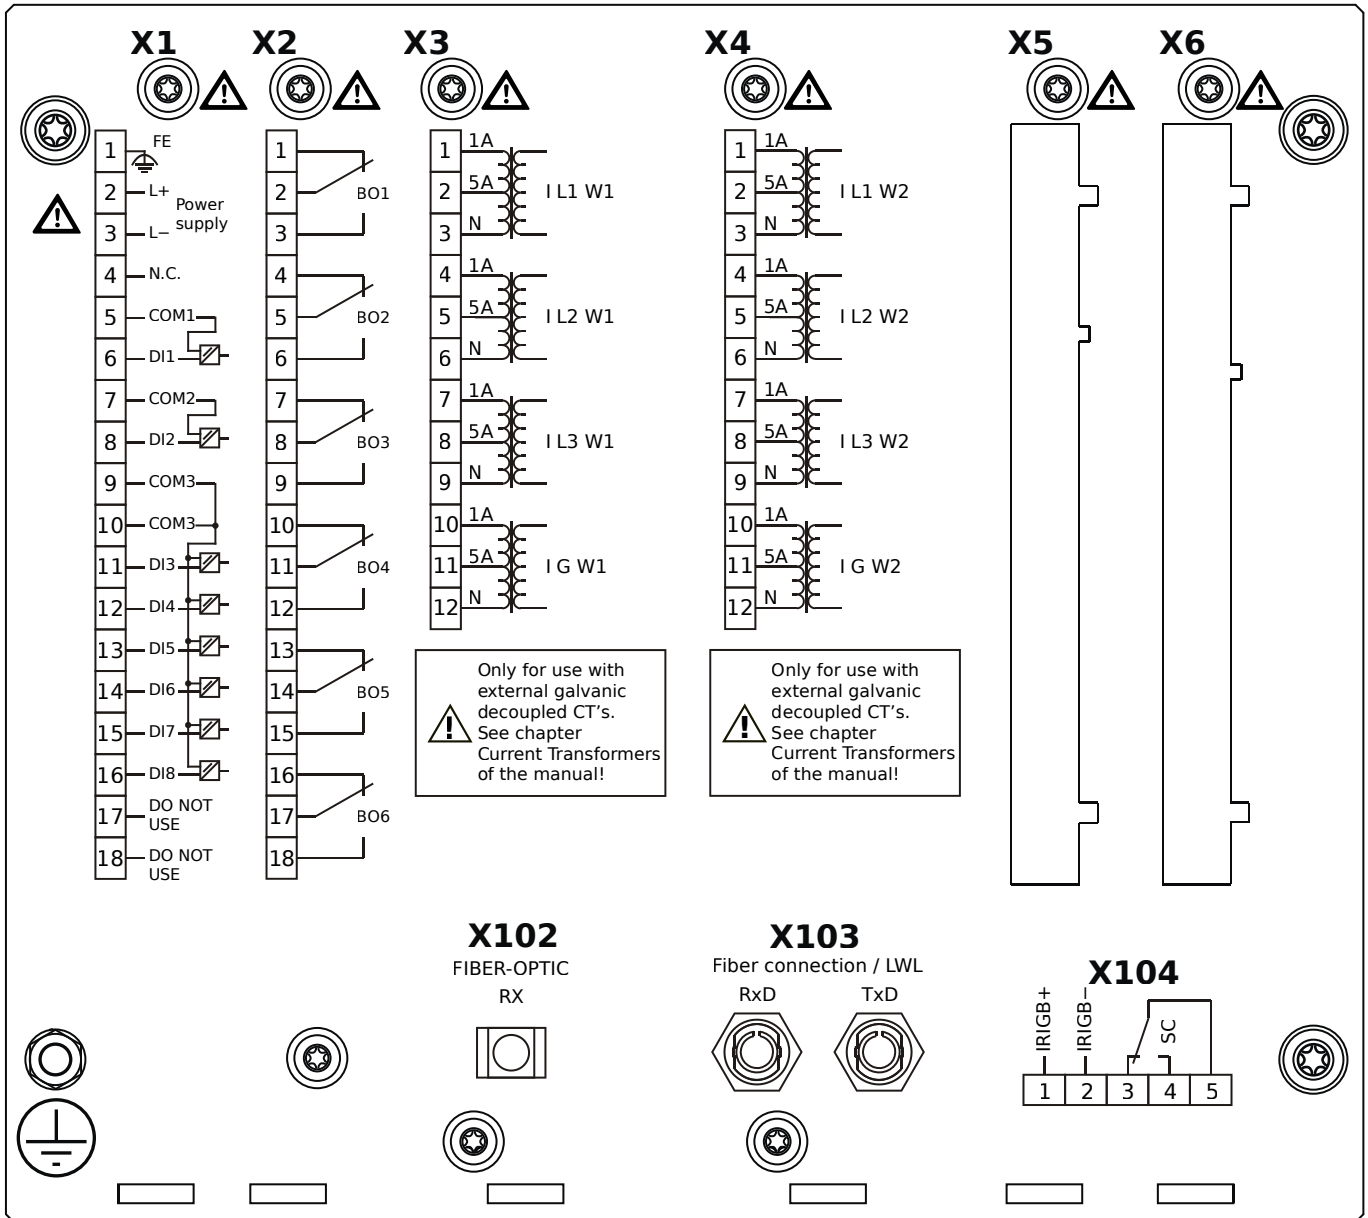 X1
X2
X3
X4
X5
X6
1
FE
2
L+
Power
supply
3
L−
4
N.C.
5
COM1
6
DI1
7
COM2
8
DI2
9
COM3
10
COM3
11
DI3
12
DI4
13
DI5
14
DI6
15
DI7
16
DI8
17
DO NOT
USE
18
DO NOT
USE
1
2
BO1
3
4
5
BO2
6
7
8
BO3
9
10
11
BO4
12
13
14
BO5
15
16
17
BO6
18
1
1A
2
5A
I L1 W1
3
N
4
1A
5
5A
I L2 W1
6
N
7
1A
8
5A
I L3 W1
9
N
10
1A
11
5A
I G W1
12
N
Only for use with
external galvanic
decoupled CT's.
See chapter
Current Transformers
of the manual!
1
1A
2
5A
I L1 W2
3
N
4
1A
5
5A
I L2 W2
6
N
7
1A
8
5A
I L3 W2
9
N
10
1A
11
5A
I G W2
12
N
Only for use with
external galvanic
decoupled CT's.
See chapter
Current Transformers
of the manual!
X102
FIBER-OPTIC
RX
X103
Fiber connection / LWL
RxD
TxD
X104
IRIGB+
IRIGB−
SC
1
2
3
4
5